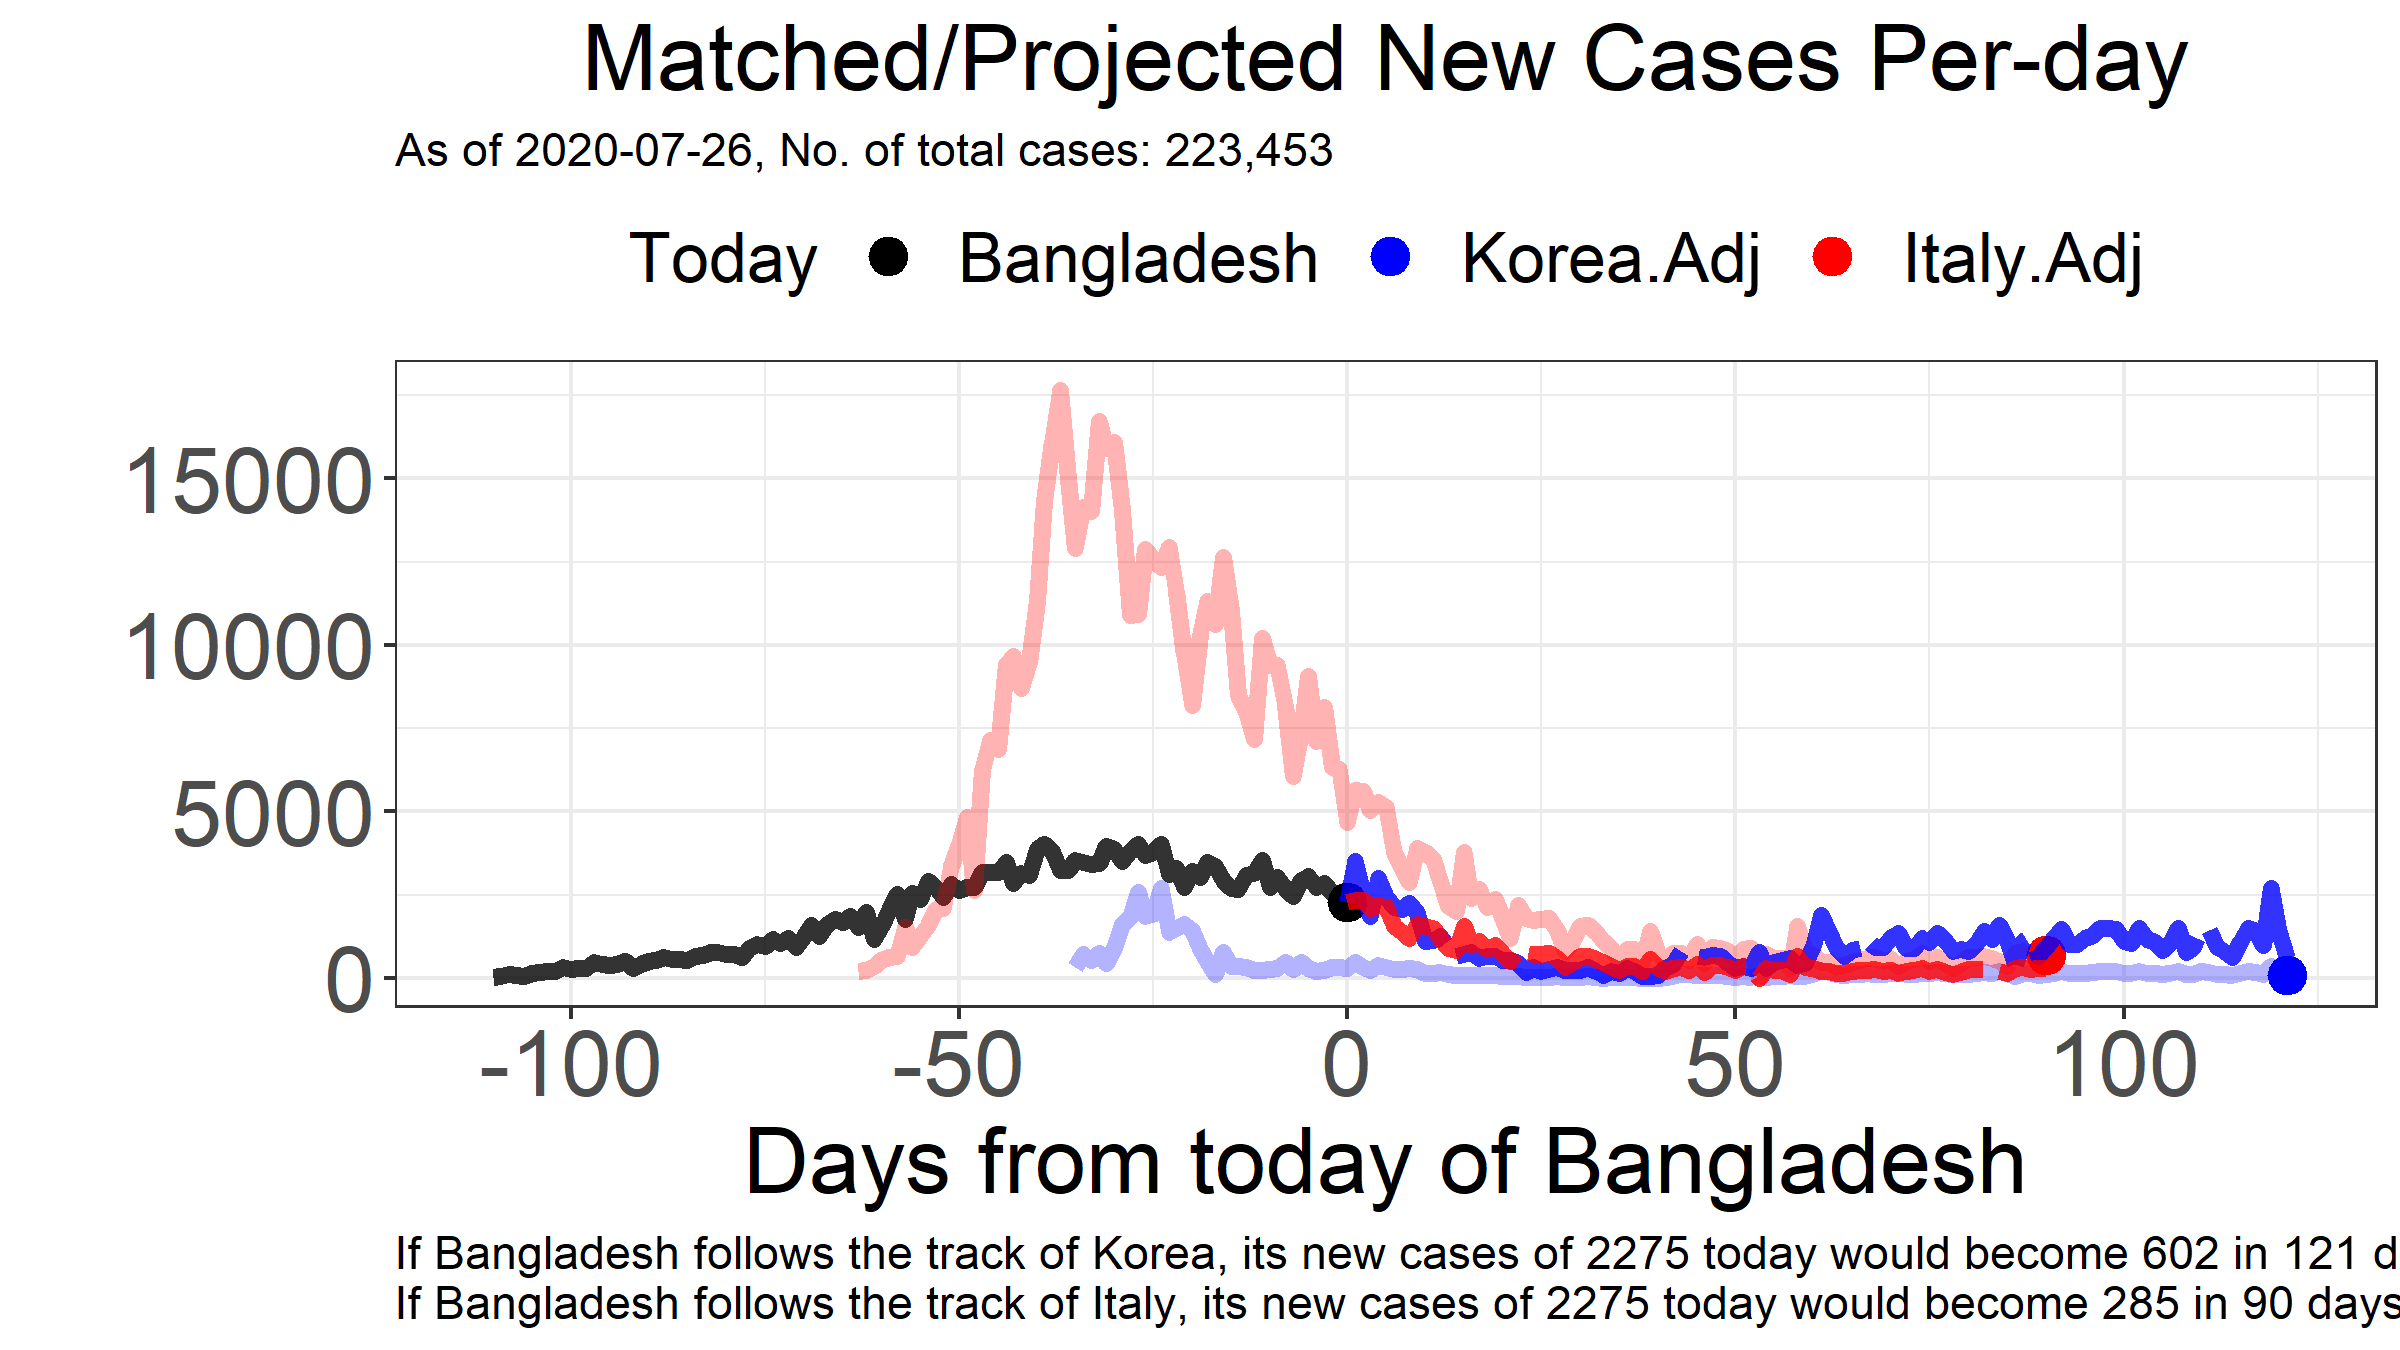 Matched/Projected New Cases Per-day
As of 2020-07-26, No. of total cases: 223,453
Today Bangladesh Korea.Adj Italy.Adj
15000
10000
5000
0
-100 -50 0 50 100
Days from today of Bangladesh
If Bangladesh follows the track of Korea, its new cases of 2275 today would become 602 in 121 d
If Bangladesh follows the track of Italy, its new cases of 2275 today would become 285 in 90 days